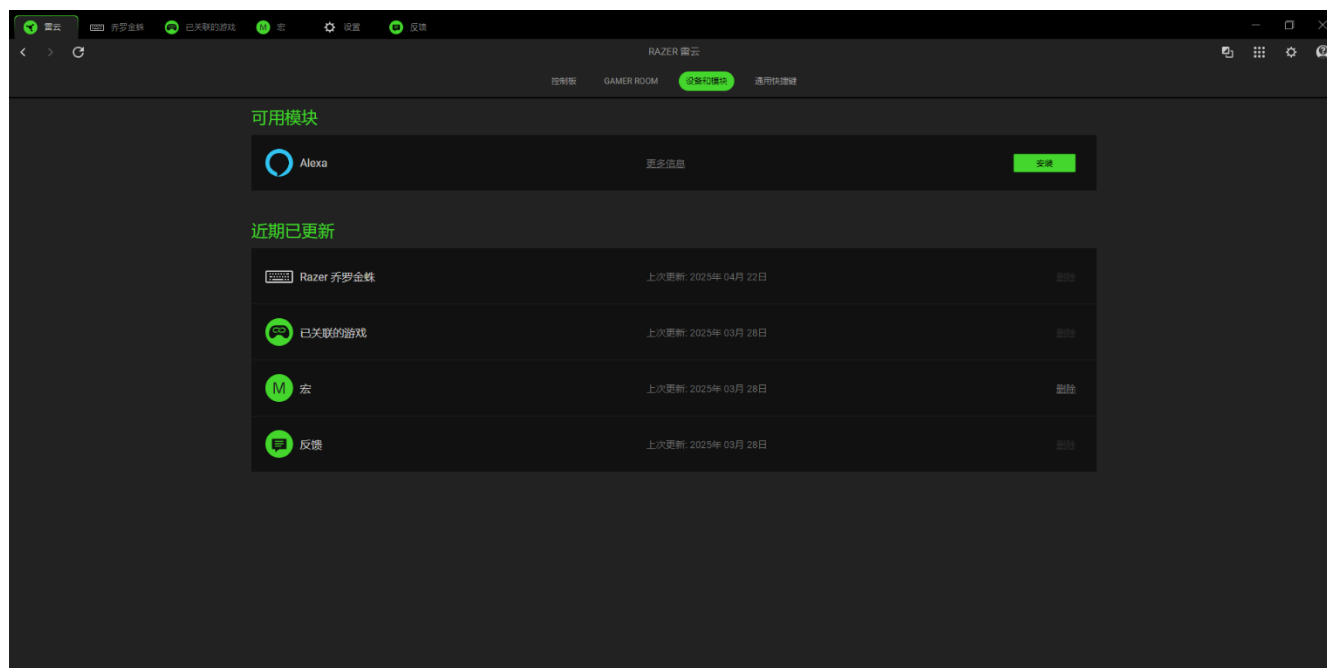 雷云 乔罗金蛛 已关联的游戏 M 宏 设置 反馈
RAZER 雷云
控制板 GAMER ROOM 设备和模块 通用快捷键
可用模块
Alexa 更多信息 安装
近期已更新
Razer 乔罗金蛛 上次更新: 2025年 04月 22日 删除
已关联的游戏 上次更新: 2025年 03月 28日 删除
M 宏 上次更新: 2025年 03月 28日 删除
反馈 上次更新: 2025年 03月 28日 删除